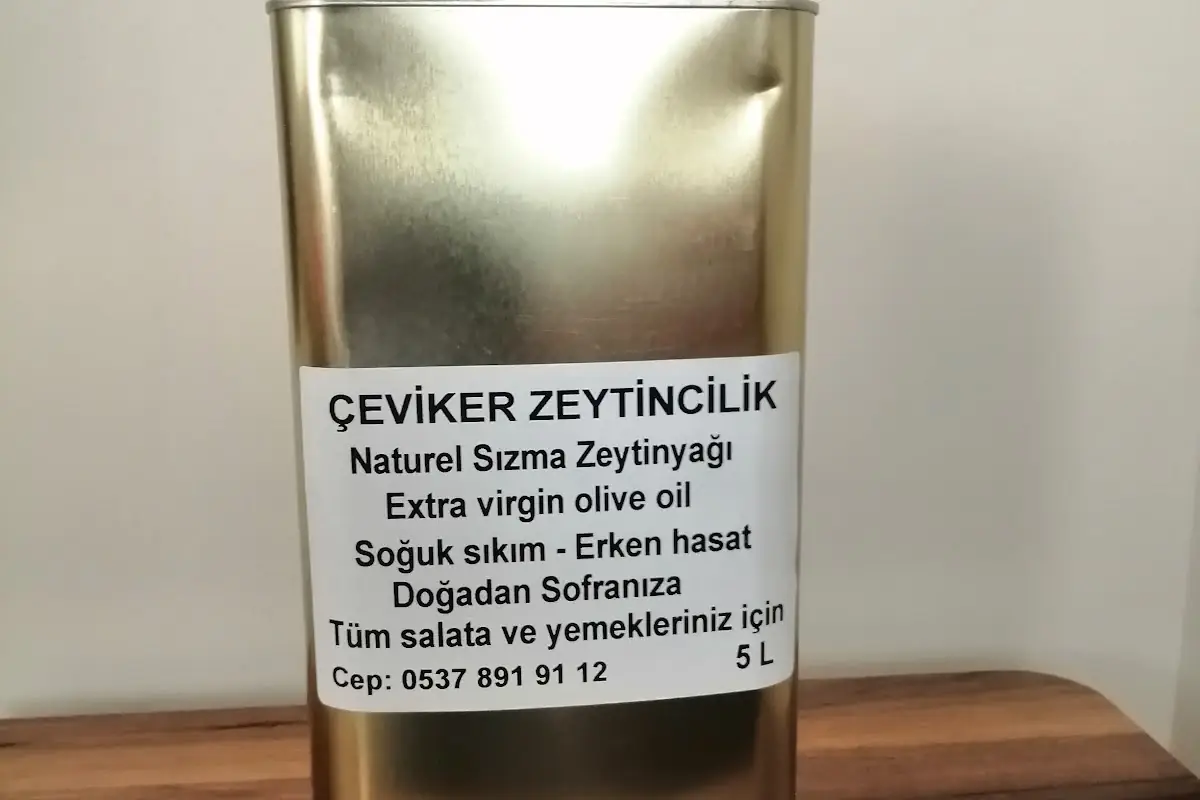 ÇEVİKER ZEYTİNCİLİK
Naturel Sızma Zeytinyağı
Extra virgin olive oil
Soğuk sıkım - Erken hasat
Doğadan Sofranıza
Tüm salata ve yemekleriniz için
Cep: 0537 891 91 12 5 L